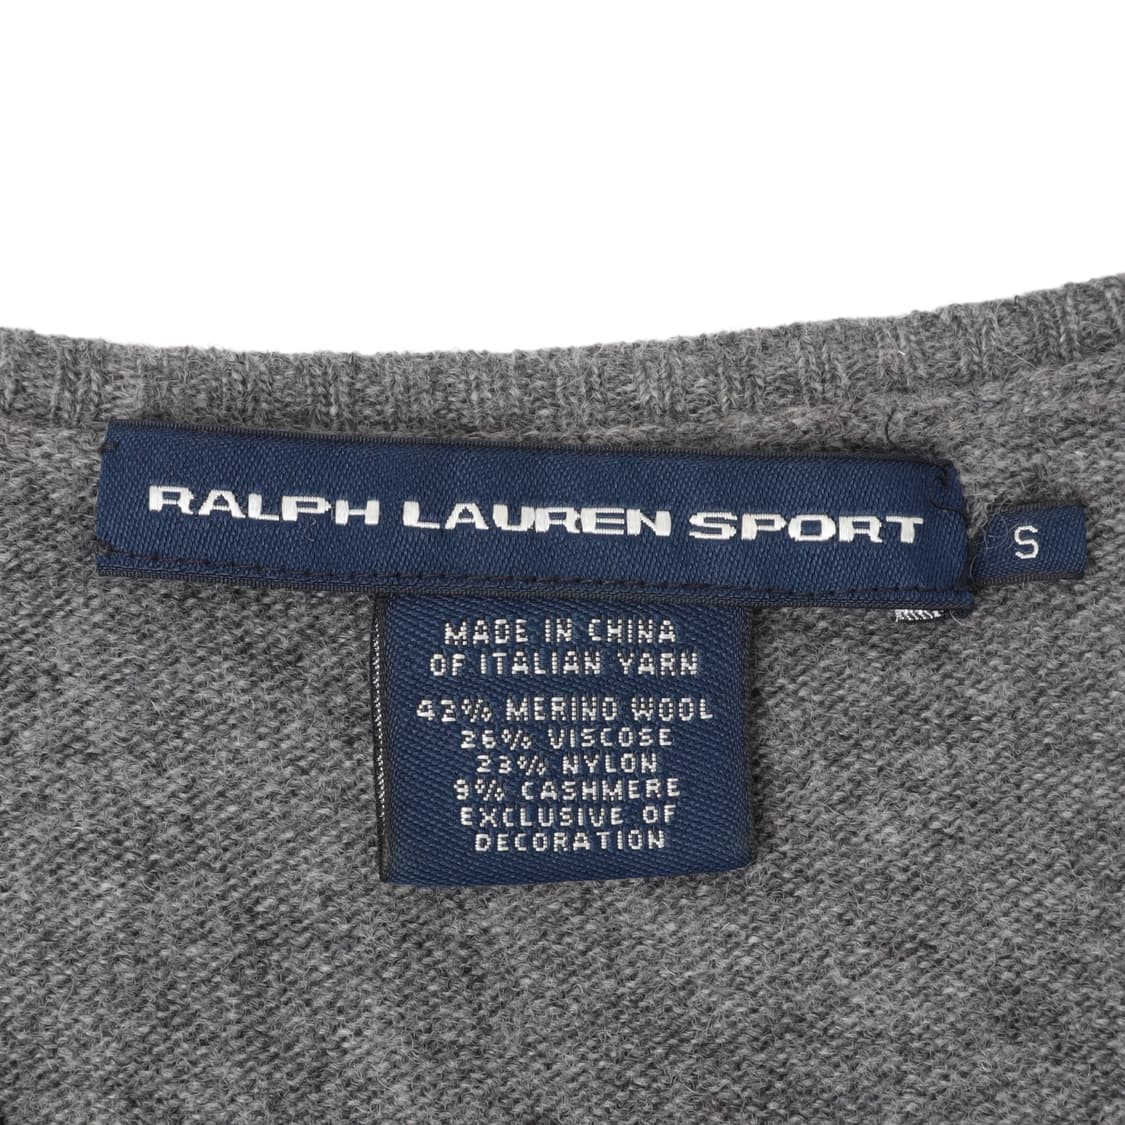 RALPH LAUREN SPORT
S
MADE IN CHINA
OF ITALIAN YARN
42% MERINO WOOL
26% VISCOSE
23% NYLON
9% CASHMERE
EXCLUSIVE OF
DECORATION